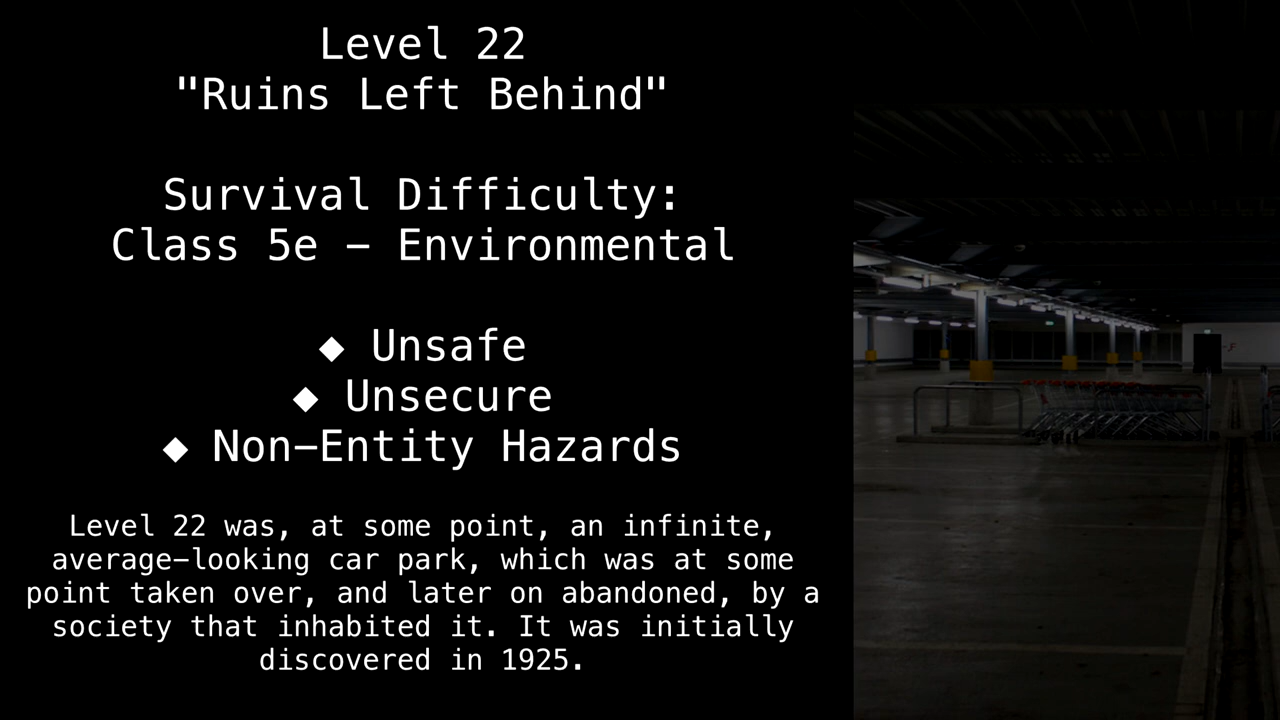 Level 22
"Ruins Left Behind"
Survival Difficulty:
Class 5e - Environmental
◆ Unsafe
◆ Unsecure
◆ Non-Entity Hazards
Level 22 was, at some point, an infinite,
average-looking car park, which was at some
point taken over, and later on abandoned, by a
society that inhabited it. It was initially
discovered in 1925.